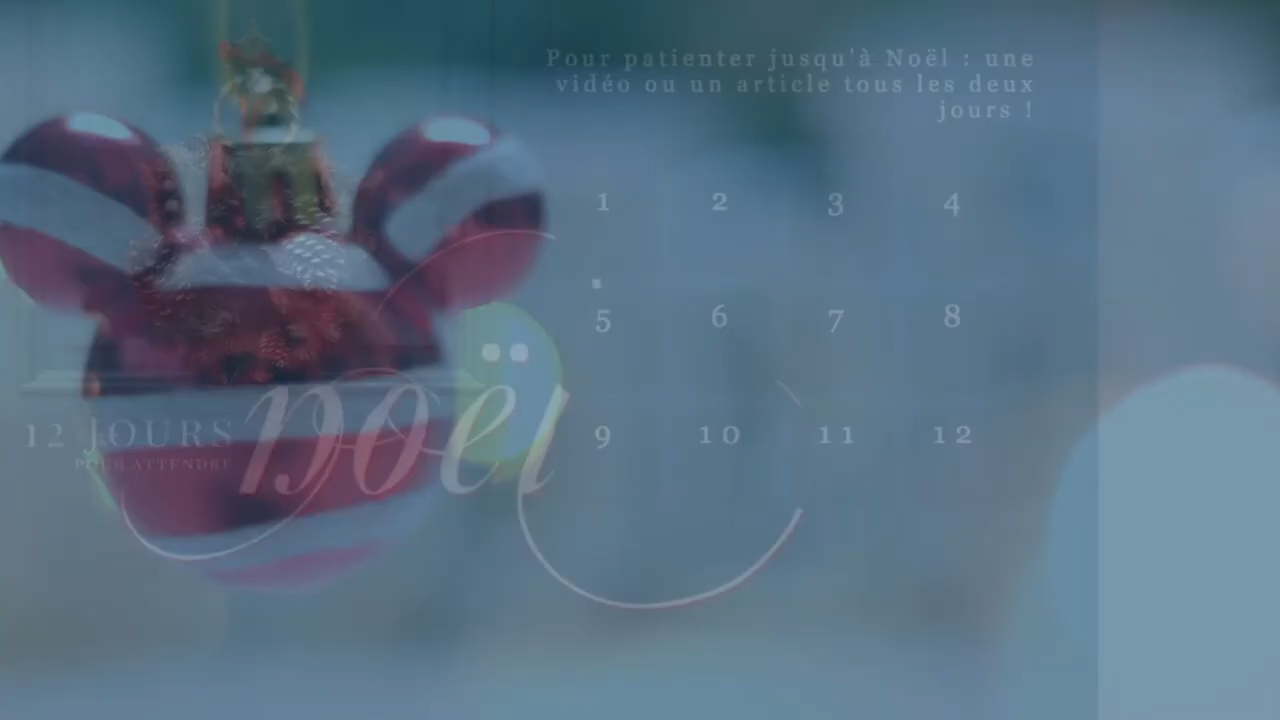 Pour patienter jusqu'à Noël : une
vidéo ou un article tous les deux
jours !
1 2 3 4
5 6 7 8
9 10 11 12
12 JOURS
POUR ATTENDRE
noël